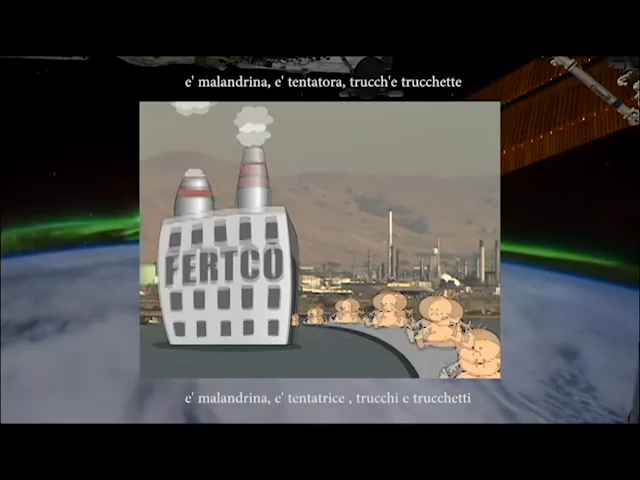 e' malandrina, e' tentatora, trucch'e trucchette
FERTCO
e' malandrina, e' tentatrice , trucchi e trucchetti